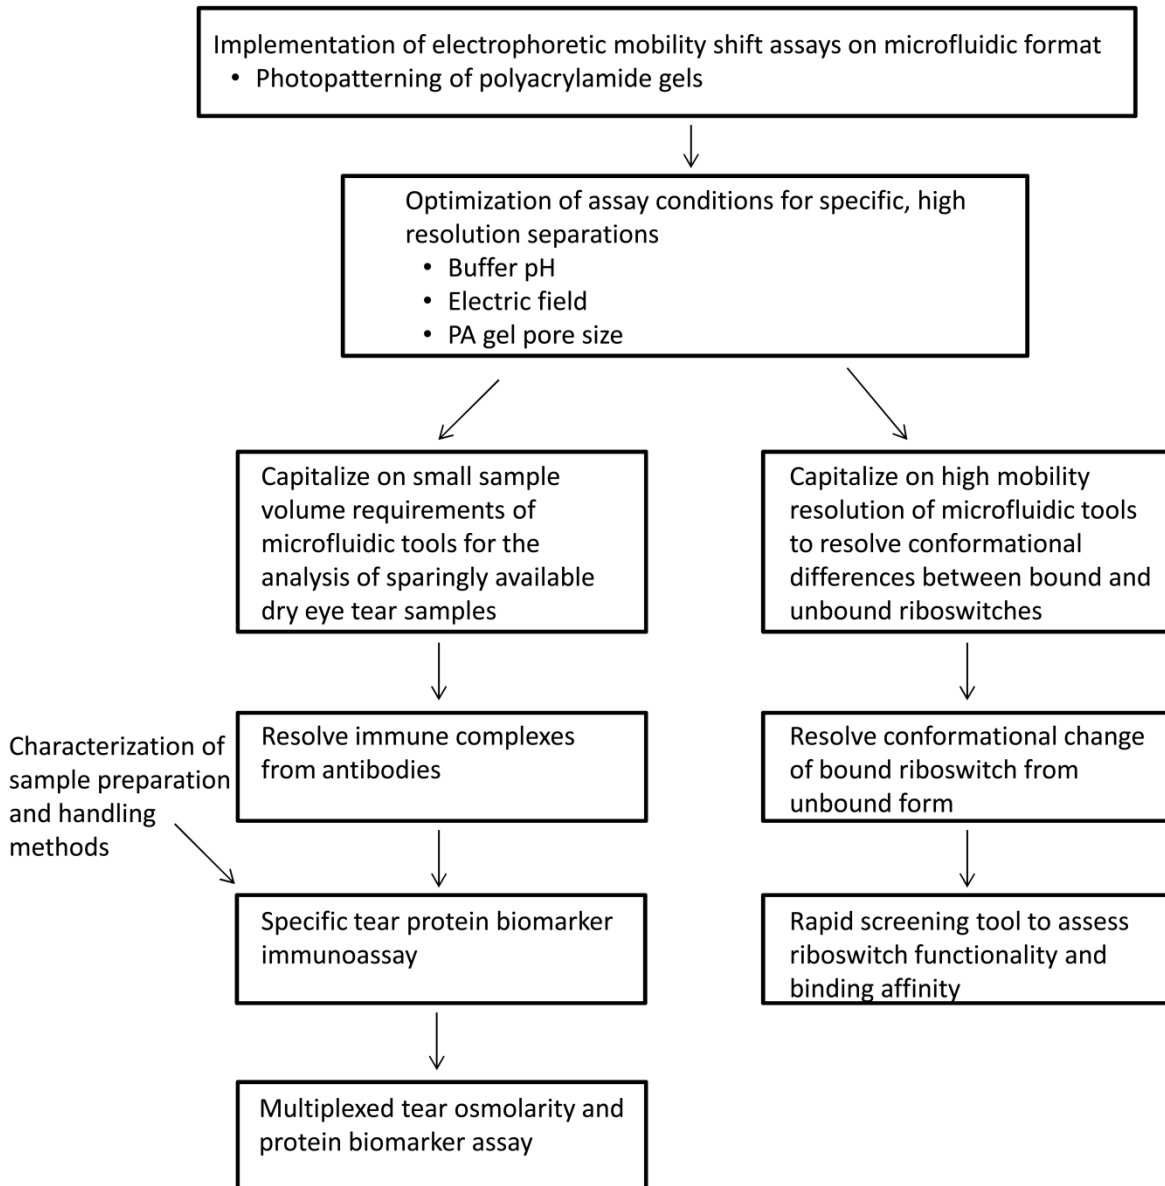 Implementation of electrophoretic mobility shift assays on microfluidic format
• Photopatterning of polyacrylamide gels
Optimization of assay conditions for specific, high
resolution separations
• Buffer pH
• Electric field
• PA gel pore size
Capitalize on small sample
volume requirements of
microfluidic tools for the
analysis of sparingly available
dry eye tear samples
Capitalize on high mobility
resolution of microfluidic tools
to resolve conformational
differences between bound and
unbound riboswitches
Resolve immune complexes
from antibodies
Resolve conformational change
of bound riboswitch from
unbound form
Characterization of
sample preparation
and handling
methods
Specific tear protein biomarker
immunoassay
Rapid screening tool to assess
riboswitch functionality and
binding affinity
Multiplexed tear osmolarity and
protein biomarker assay